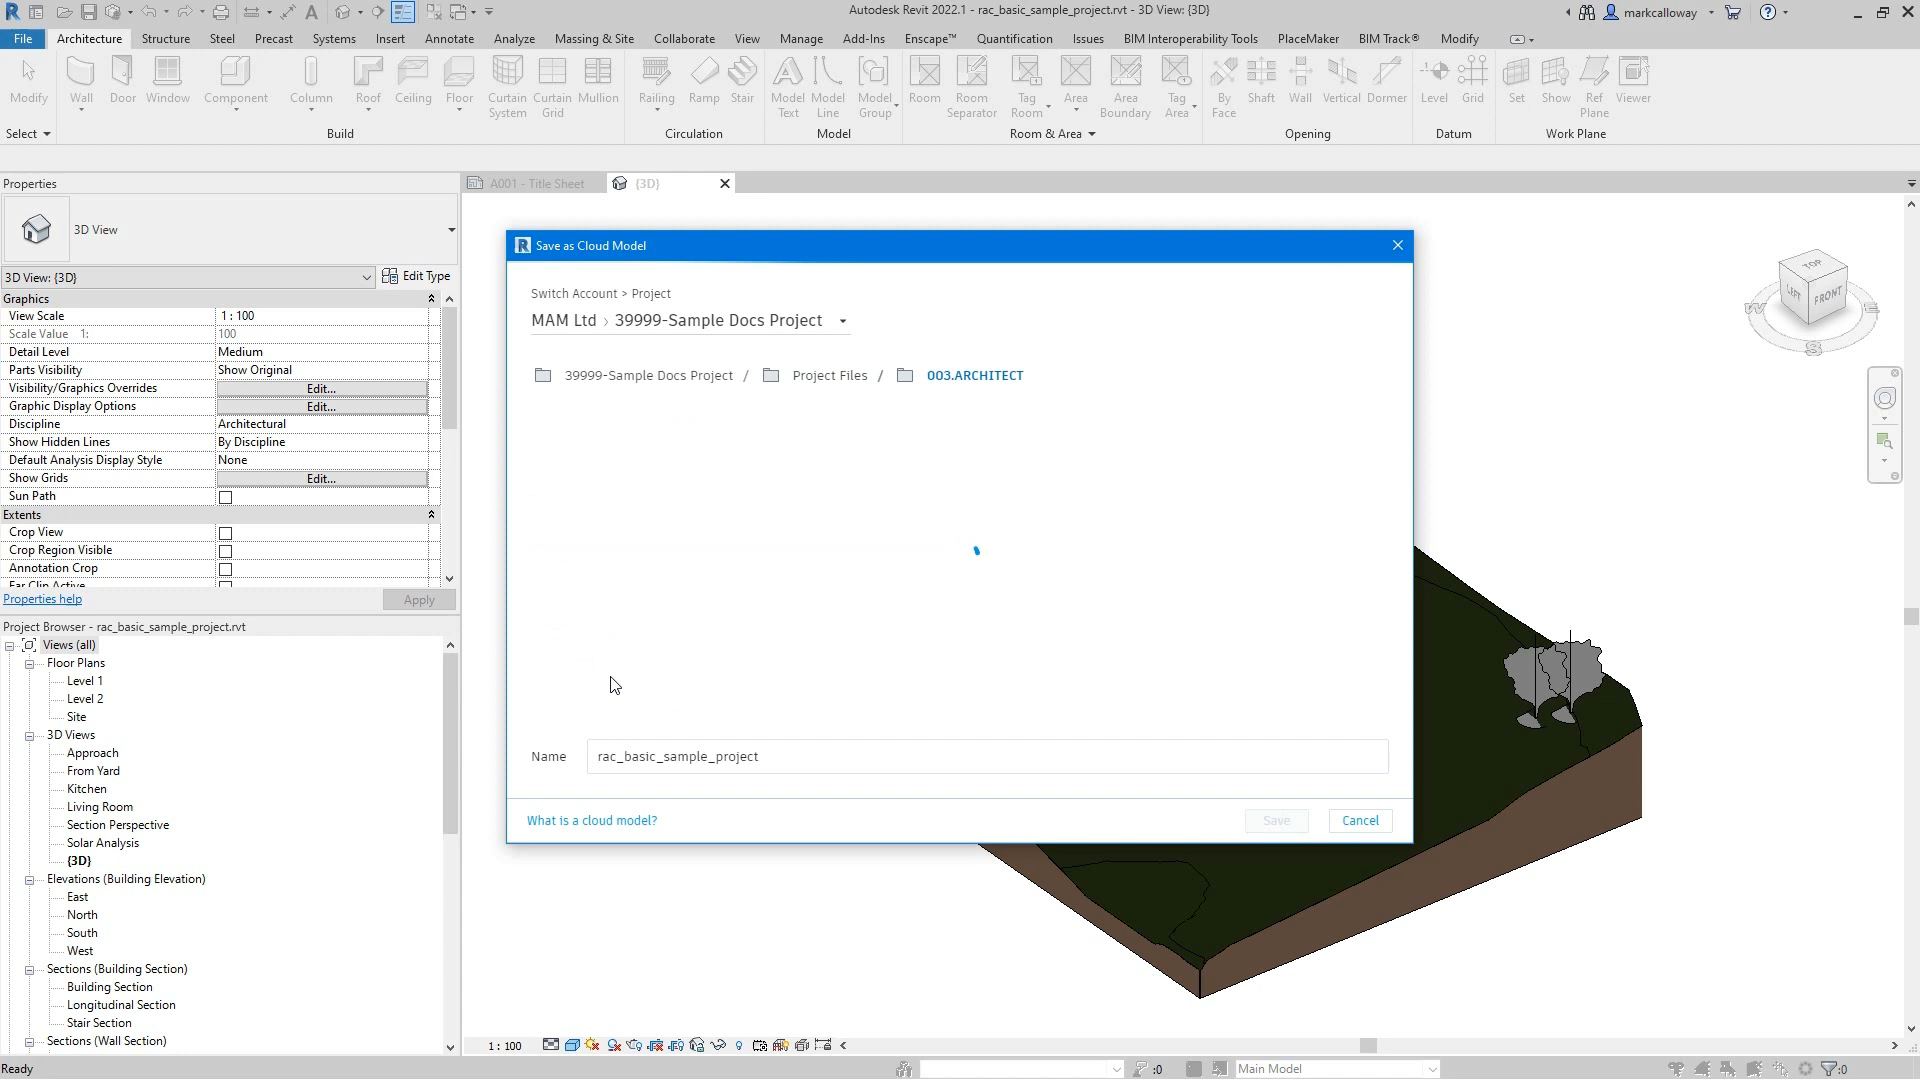 Autodesk Revit 2022.1 - rac_basic_sample_project.rvt - 3D View: {3D}
markcalloway
File Architecture Structure Steel Precast Systems Insert Annotate Analyze Massing & Site Collaborate View Manage Add-Ins Enscape™ Quantification Issues BIM Interoperability Tools PlaceMaker BIM Track® Modify
Modify Wall Door Window Component Column Roof Ceiling Floor Curtain System Curtain Grid Mullion Railing Ramp Stair Model Text Model Line Model Group Room Room Separator Tag Room Area Area Boundary Tag Area By Face Shaft Wall Vertical Dormer Level Grid Set Show Ref Plane Viewer
Select Build Circulation Model Room & Area Opening Datum Work Plane
Properties
A001 - Title Sheet
{3D}
3D View
3D View: {3D}
Edit Type
Graphics
View Scale 1 : 100
Scale Value 1: 100
Detail Level Medium
Parts Visibility Show Original
Visibility/Graphics Overrides Edit...
Graphic Display Options Edit...
Discipline Architectural
Show Hidden Lines By Discipline
Default Analysis Display Style None
Show Grids Edit...
Sun Path
Extents
Crop View
Crop Region Visible
Annotation Crop
Far Clip Active
Properties help
Apply
Project Browser - rac_basic_sample_project.rvt
Views (all)
Floor Plans
Level 1
Level 2
Site
3D Views
Approach
From Yard
Kitchen
Living Room
Section Perspective
Solar Analysis
{3D}
Elevations (Building Elevation)
East
North
South
West
Sections (Building Section)
Building Section
Longitudinal Section
Stair Section
Sections (Wall Section)
Save as Cloud Model
Switch Account > Project
MAM Ltd › 39999-Sample Docs Project
39999-Sample Docs Project / Project Files / 003.ARCHITECT
Name rac_basic_sample_project
What is a cloud model?
Save
Cancel
TOP
LEFT
FRONT
W
E
S
1 : 100
Ready
:0
Main Model
:0